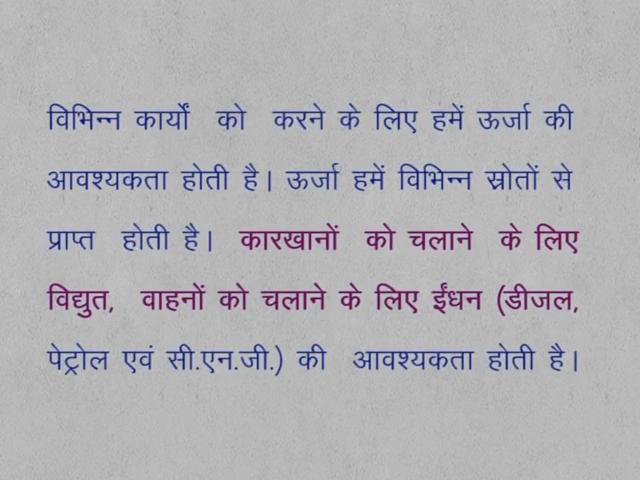 विभिन्न कार्यों को करने के लिए हमें ऊर्जा की
आवश्यकता होती है। ऊर्जा हमें विभिन्न स्रोतों से
प्राप्त होती है। कारखानों को चलाने के लिए
विद्युत, वाहनों को चलाने के लिए ईंधन (डीजल,
पेट्रोल एवं सी.एन.जी.) की आवश्यकता होती है।